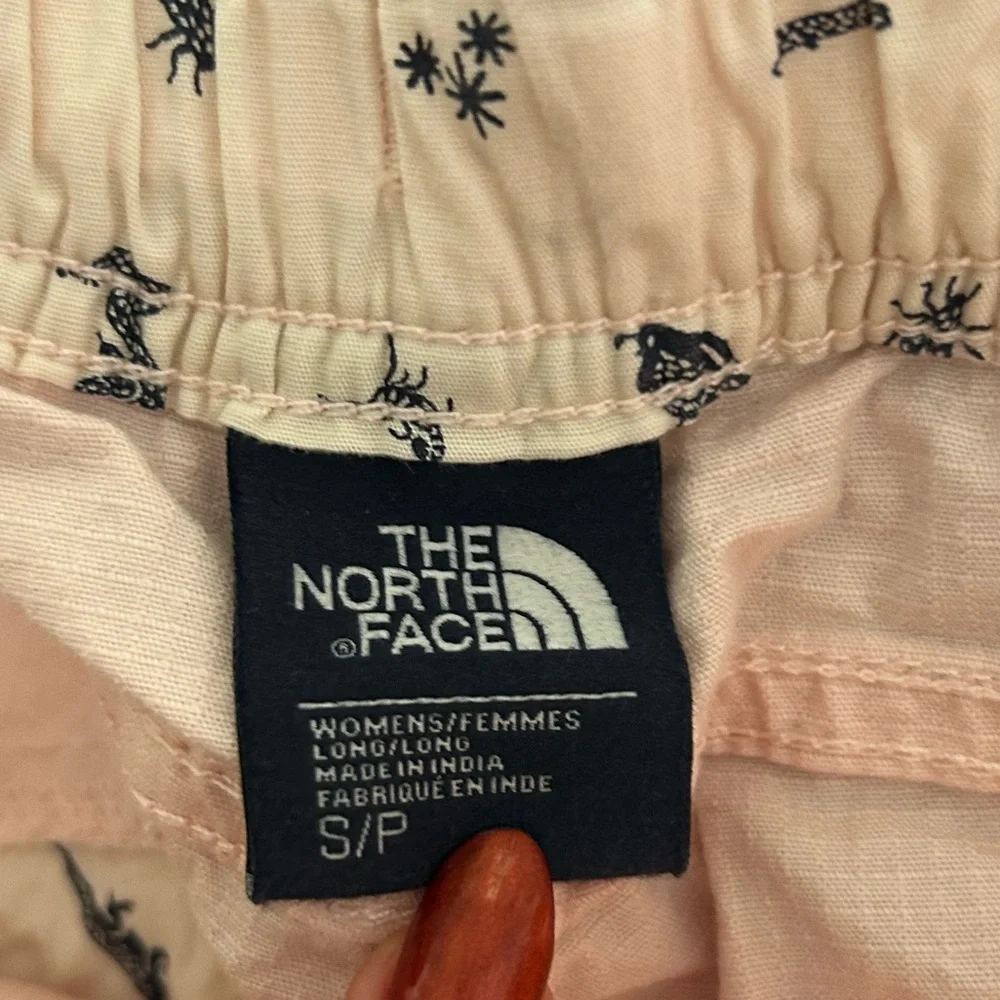 THE
NORTH
® FACE
WOMENS/FEMMES
LONG/LONG
MADE IN INDIA
FABRIQUÉ EN INDE
S/P